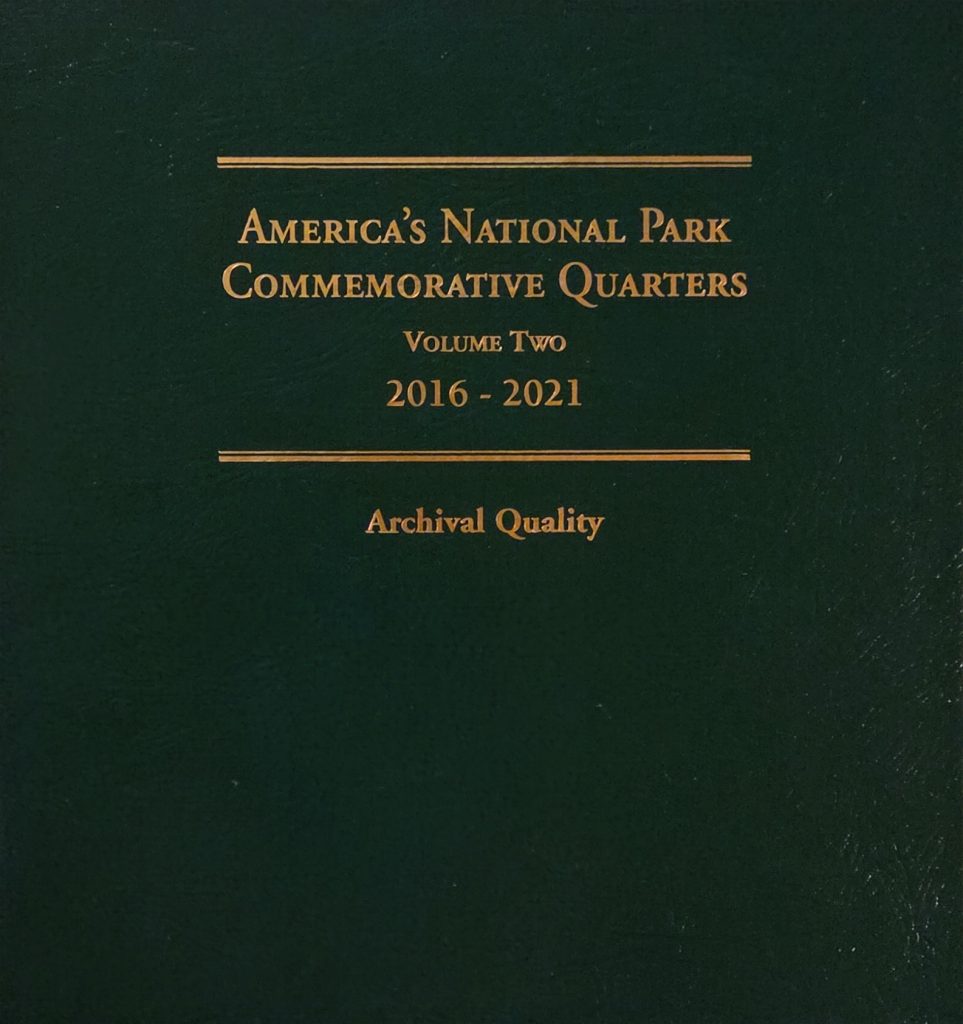 America's National Park
Commemorative Quarters
Volume Two
2016 - 2021
Archival Quality